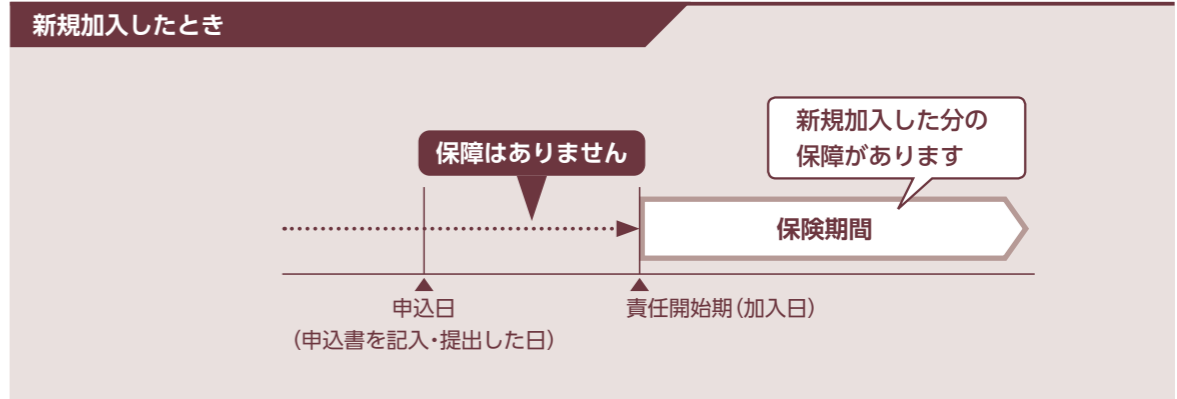 新規加入したとき
新規加入した分の
保障があります
保障はありません
保険期間
申込日
（申込書を記入・提出した日）
責任開始期（加入日）